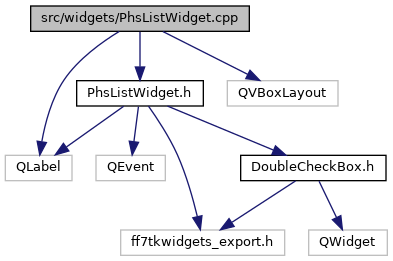 src/widgets/PhsListWidget.cpp
PhsListWidget.h
QVBoxLayout
QLabel
QEvent
DoubleCheckBox.h
ff7tkwidgets_export.h
QWidget